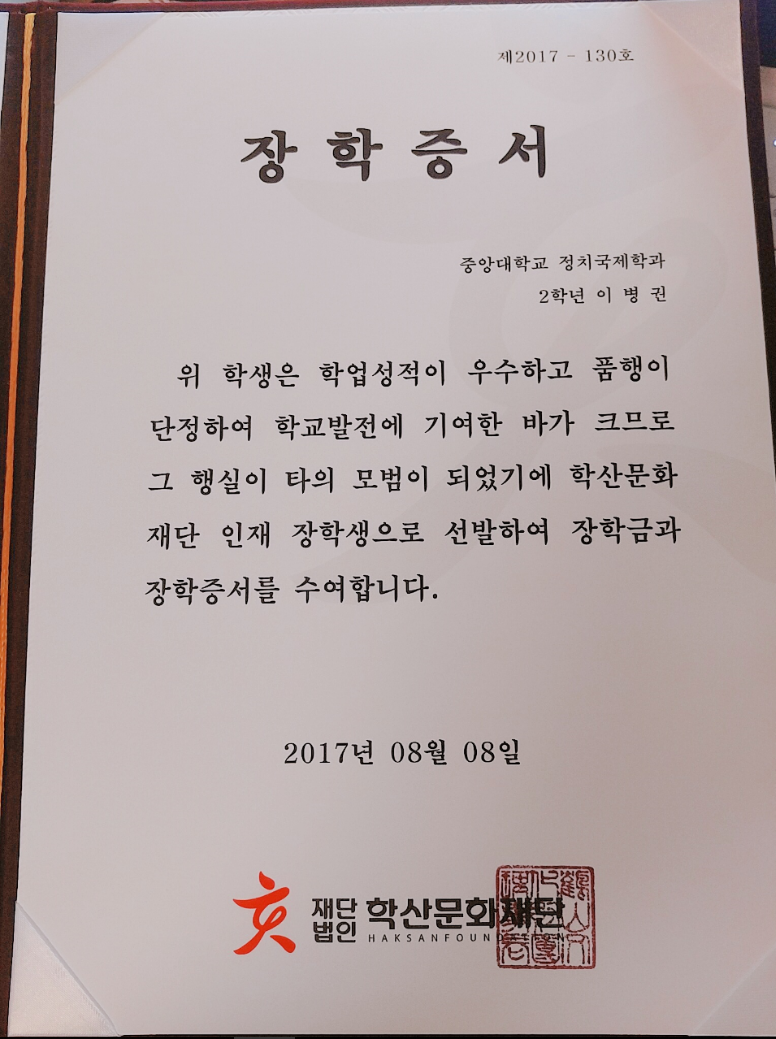 제2017 - 130호
장 학 증 서
중앙대학교 정치국제학과
2학년 이 병 권
위 학생은 학업성적이 우수하고 품행이
단정하여 학교발전에 기여한 바가 크므로
그 행실이 타의 모범이 되었기에 학산문화
재단 인재 장학생으로 선발하여 장학금과
장학증서를 수여합니다.
2017년 08월 08일
재단
법인 학산문화재단
HAKSANFOUNDATION